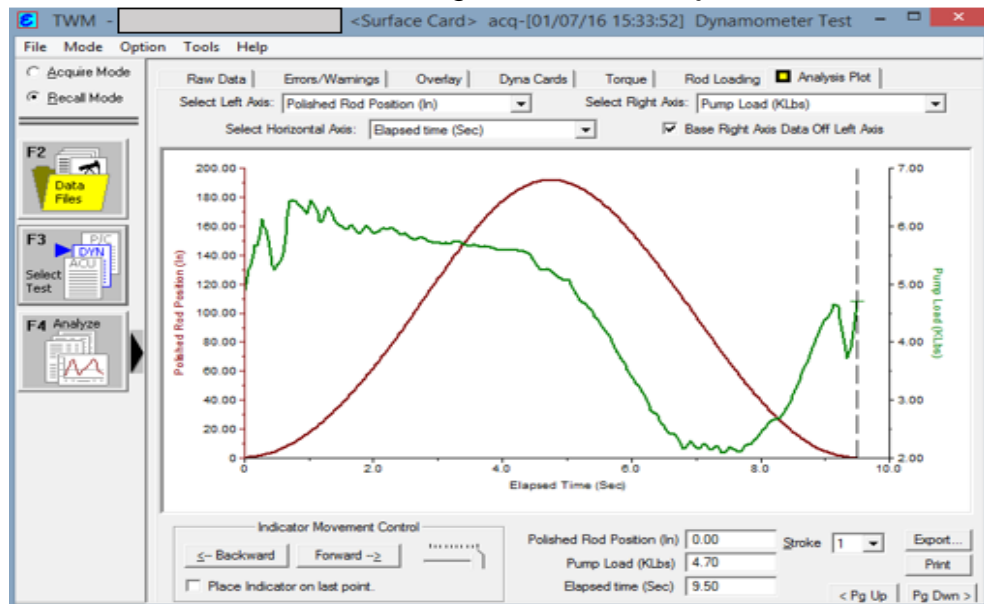 TWM - <Surface Card> acq-[01/07/16 15:33:52] Dynamometer Test
File Mode Option Tools Help
Acquire Mode
Recall Mode
F2
Data
Files
F3
P/C
DYN
ACU
Select
Test
F4 Analyze
Raw Data Errors/Warnings Overlay Dyna Cards Torque Rod Loading Analysis Plot
Select Left Axis: Polished Rod Position (In) Select Right Axis: Pump Load (KLbs)
Select Horizontal Axis: Elapsed time (Sec) Base Right Axis Data Off Left Axis
200.00
180.00
160.00
140.00
120.00
100.00
80.00
60.00
40.00
20.00
0
Polished Rod Position (In)
7.00
6.00
5.00
4.00
3.00
2.00
Pump Load (KLbs)
0 2.0 4.0 6.0 8.0 10.0
Elapsed Time (Sec)
Indicator Movement Control
<-- Backward Forward -->
Place Indicator on last point.
Polished Rod Position (In) 0.00
Pump Load (KLbs) 4.70
Elapsed time (Sec) 9.50
Stroke 1
Export...
Print
< Pg Up Pg Dwn >